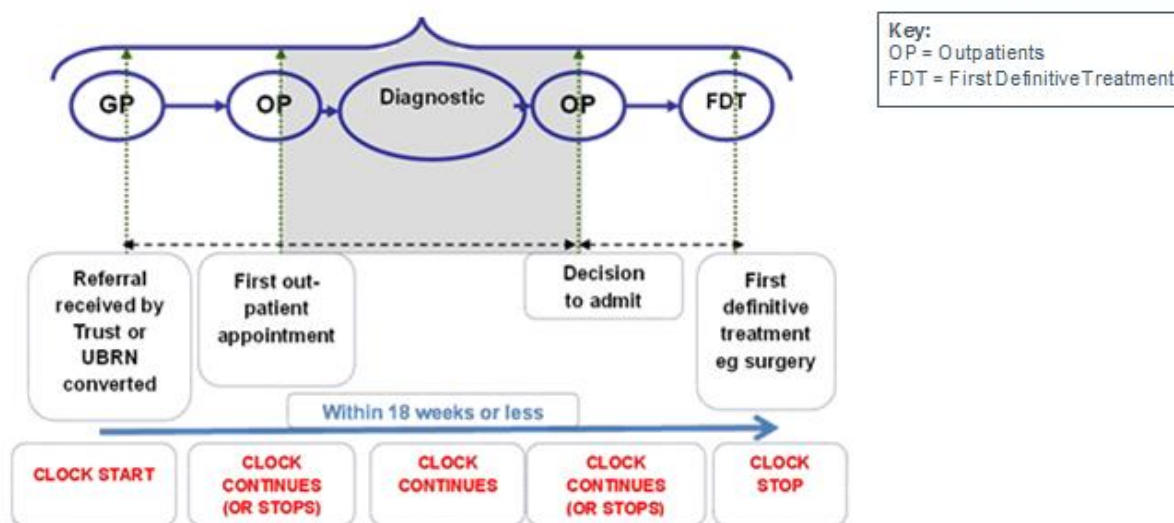 Key:
OP = Outpatients
FDT = First Definitive Treatment
GP
OP
Diagnostic
OP
FDT
Referral
received by
Trust or
UBRN
converted
First out-
patient
appointment
Decision
to admit
First
definitive
treatment
eg surgery
Within 18 weeks or less
CLOCK START
CLOCK
CONTINUES
(OR STOPS)
CLOCK
CONTINUES
CLOCK
CONTINUES
(OR STOPS)
CLOCK
STOP